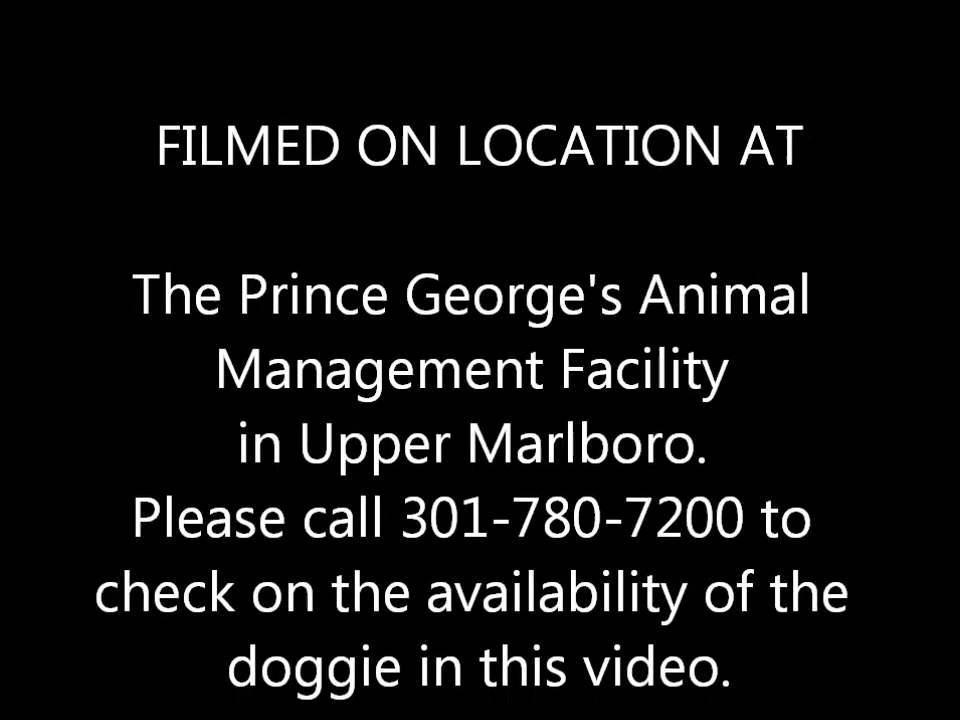 FILMED ON LOCATION AT
The Prince George's Animal
Management Facility
in Upper Marlboro.
Please call 301-780-7200 to
check on the availability of the
doggie in this video.